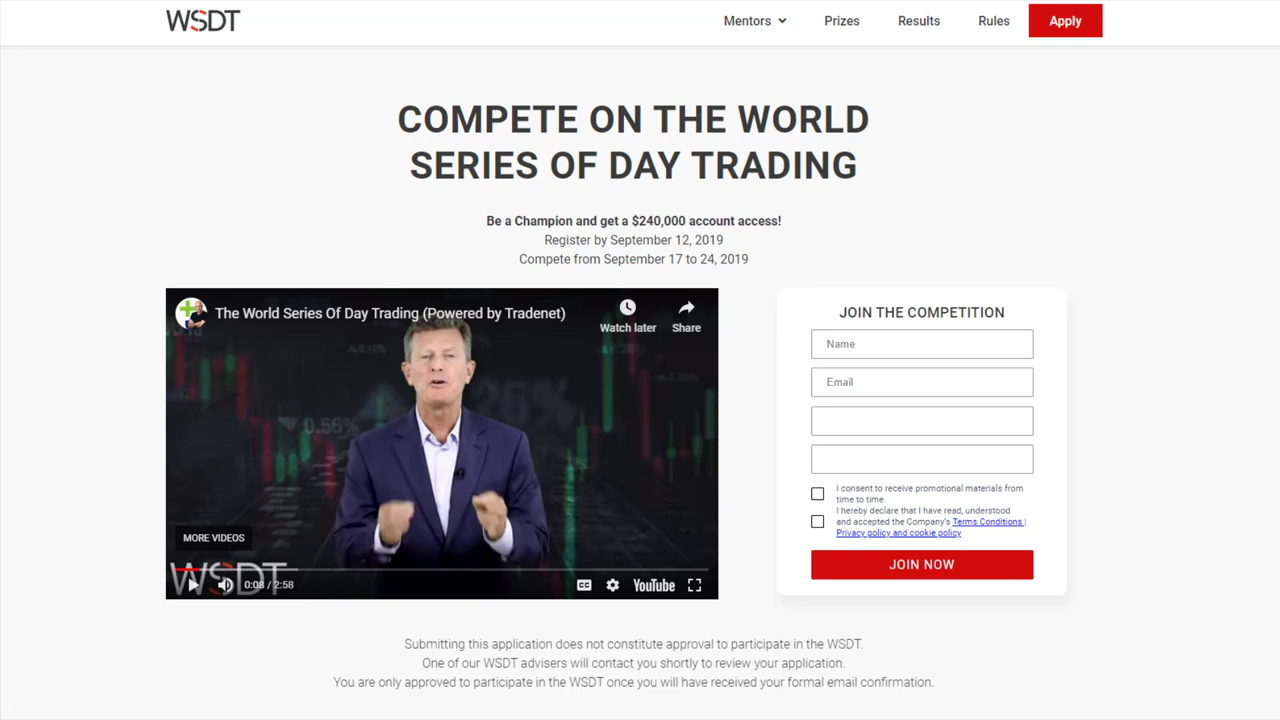 WSDT
Mentors
Prizes
Results
Rules
Apply
COMPETE ON THE WORLD
SERIES OF DAY TRADING
Be a Champion and get a $240,000 account access!
Register by September 12, 2019
Compete from September 17 to 24, 2019
The World Series Of Day Trading (Powered by Tradenet)
Watch later
Share
0.56%
MORE VIDEOS
WSDT
0:08 / 2:58
CC
YouTube
JOIN THE COMPETITION
Name
Email
I consent to receive promotional materials from
time to time.
I hereby declare that I have read, understood
and accepted the Company's Terms Conditions |
Privacy policy and cookie policy
JOIN NOW
Submitting this application does not constitute approval to participate in the WSDT.
One of our WSDT advisers will contact you shortly to review your application.
You are only approved to participate in the WSDT once you will have received your formal email confirmation.